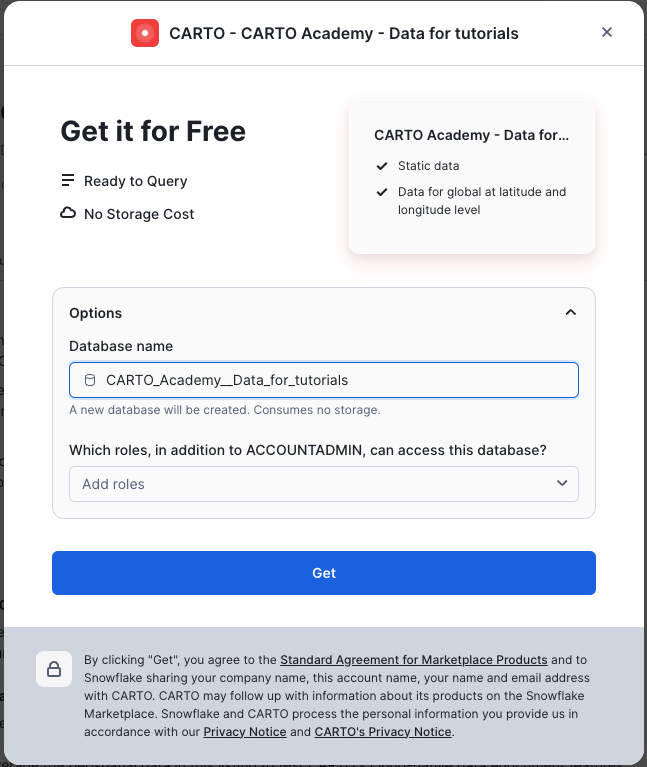 CARTO - CARTO Academy - Data for tutorials
Get it for Free
Ready to Query
No Storage Cost
CARTO Academy - Data for...
Static data
Data for global at latitude and
longitude level
Options
Database name
CARTO_Academy__Data_for_tutorials
A new database will be created. Consumes no storage.
Which roles, in addition to ACCOUNTADMIN, can access this database?
Add roles
Get
By clicking "Get", you agree to the Standard Agreement for Marketplace Products and to
Snowflake sharing your company name, this account name, your name and email address
with CARTO. CARTO may follow up with information about its products on the Snowflake
Marketplace. Snowflake and CARTO process the personal information you provide us in
accordance with our Privacy Notice and CARTO's Privacy Notice.